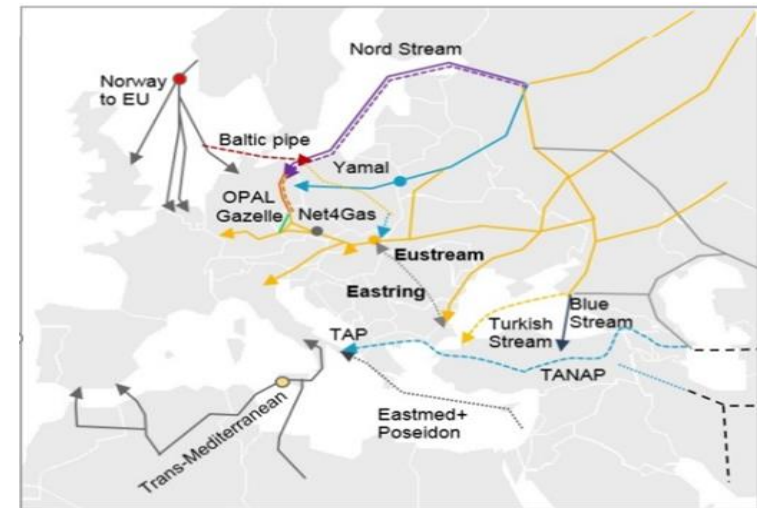 Nord Stream
Norway
to EU
Baltic pipe
Yamal
OPAL
Gazelle
Net4Gas
Eustream
Eastring
Blue
Stream
Turkish
Stream
TAP
TANAP
Eastmed+
Poseidon
Trans-Mediterranean